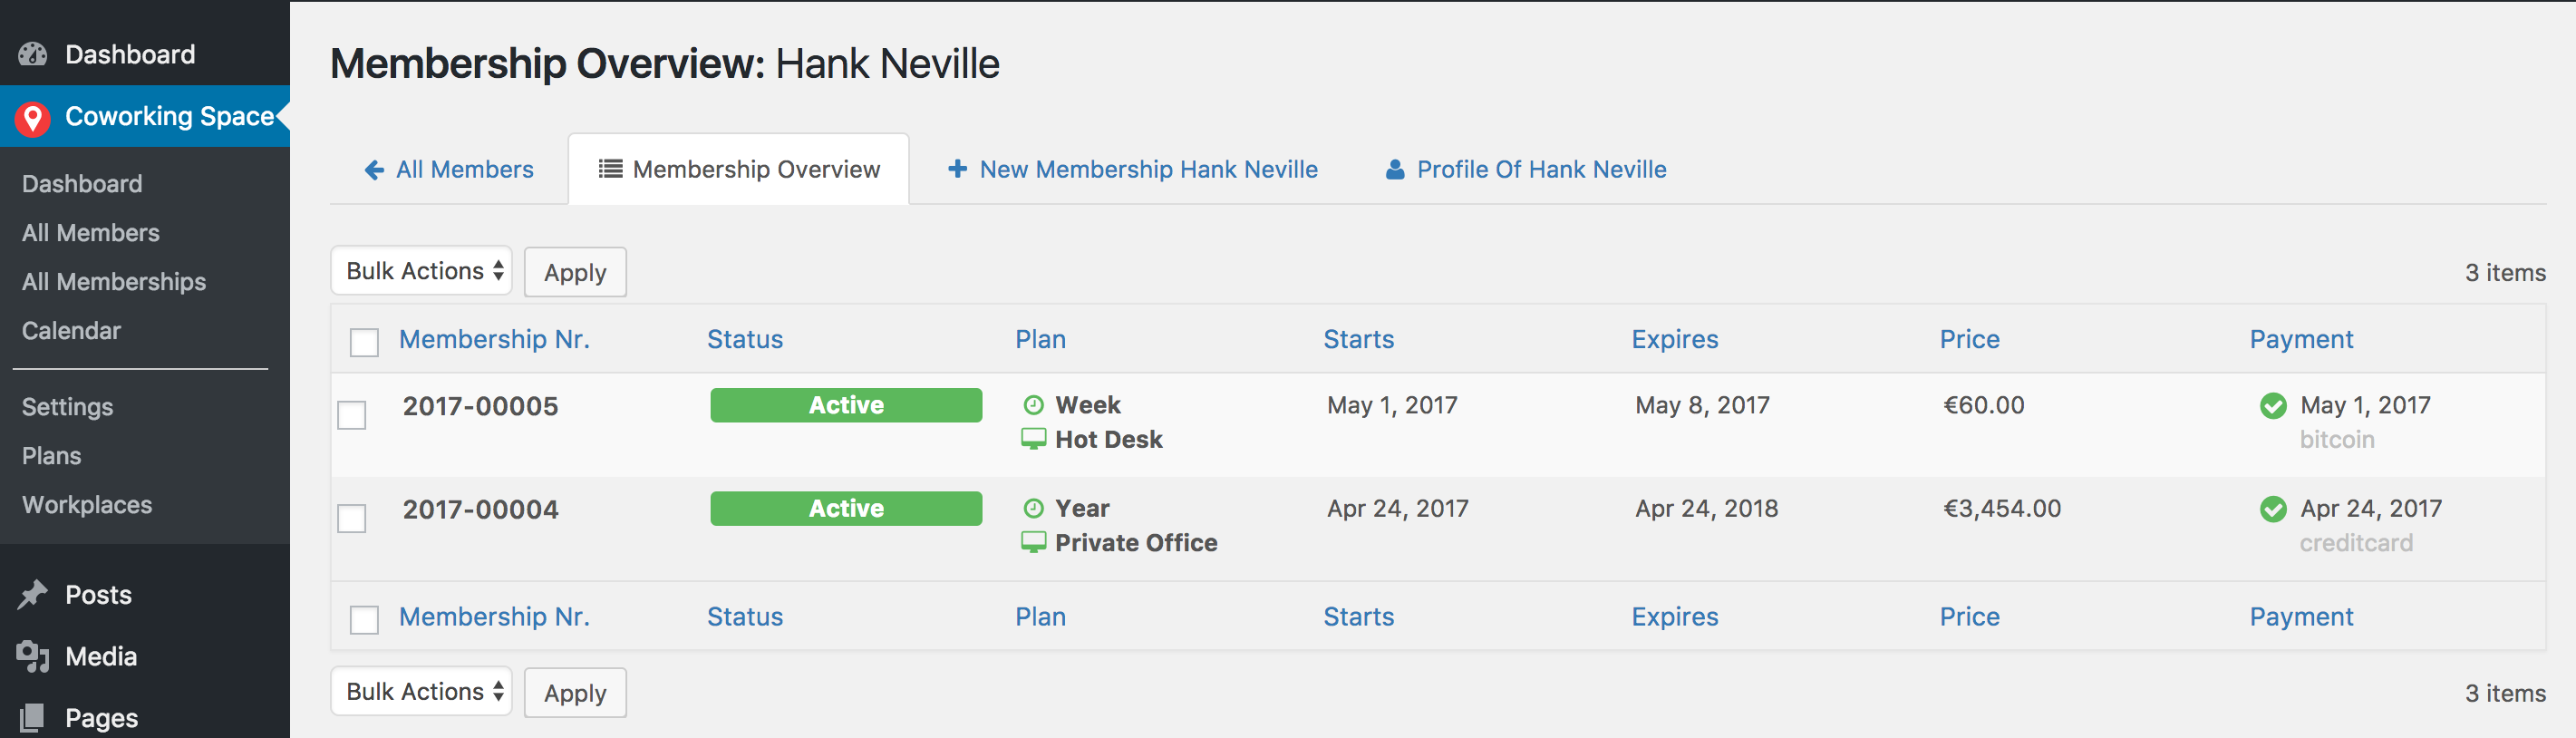 Dashboard
Coworking Space
Dashboard
All Members
All Memberships
Calendar
Settings
Plans
Workplaces
Posts
Media
Pages
Membership Overview: Hank Neville
All Members
Membership Overview
New Membership Hank Neville
Profile Of Hank Neville
Bulk Actions Apply 3 items
Membership Nr. Status Plan Starts Expires Price Payment
2017-00005 Active Week May 1, 2017 May 8, 2017 €60.00 May 1, 2017
Hot Desk bitcoin
2017-00004 Active Year Apr 24, 2017 Apr 24, 2018 €3,454.00 Apr 24, 2017
Private Office creditcard
Membership Nr. Status Plan Starts Expires Price Payment
Bulk Actions Apply 3 items